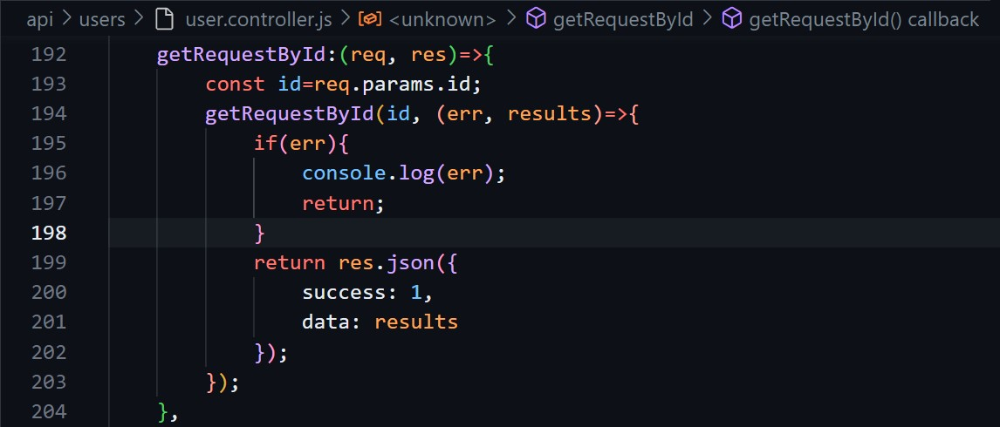 api > users > user.controller.js > <unknown> > getRequestById > getRequestById() callback
192 getRequestById:(req, res)=>{
193 const id=req.params.id;
194 getRequestById(id, (err, results)=>{
195 if(err){
196 console.log(err);
197 return;
198 }
199 return res.json({
200 success: 1,
201 data: results
202 });
203 });
204 },